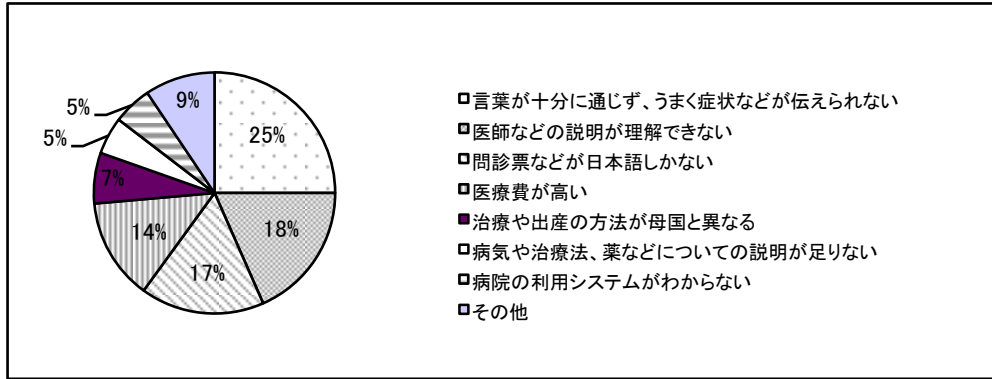 25%
18%
17%
14%
7%
5%
5%
9%
言葉が十分に通じず、うまく症状などが伝えられない
医師などの説明が理解できない
問診票などが日本語しかない
医療費が高い
治療や出産の方法が母国と異なる
病気や治療法、薬などについての説明が足りない
病院の利用システムがわからない
その他